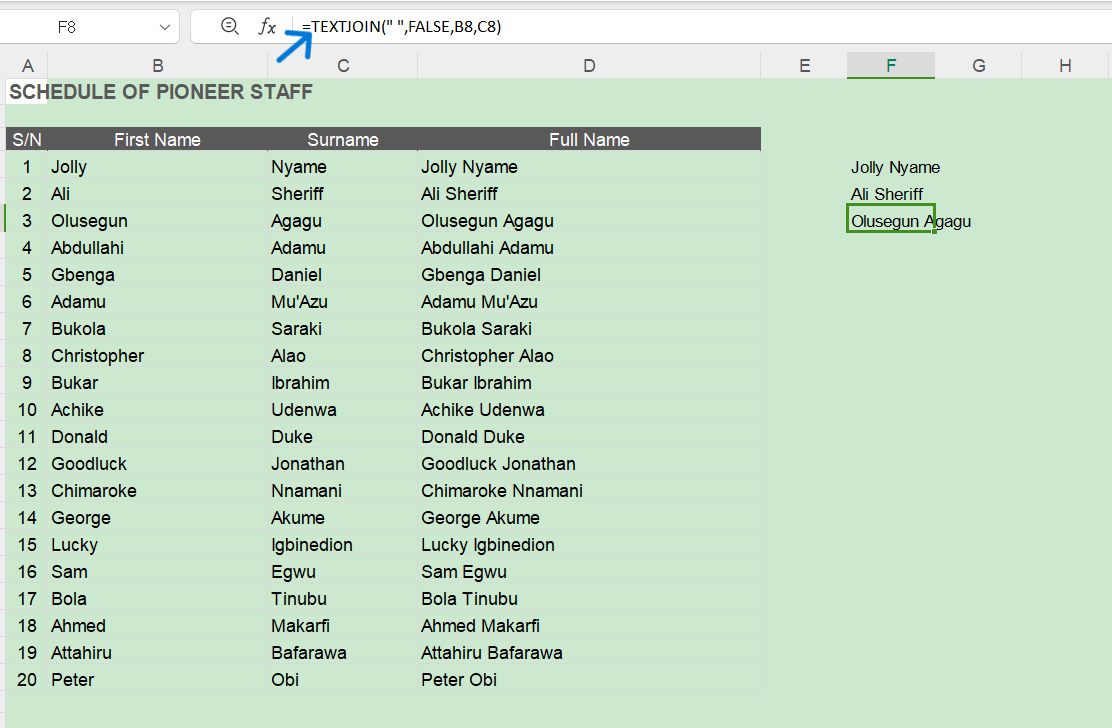 F8 fx =TEXTJOIN(" ",FALSE,B8,C8)
A B C D E F G H
SCHEDULE OF PIONEER STAFF
S/N First Name Surname Full Name
1 Jolly Nyame Jolly Nyame Jolly Nyame
2 Ali Sheriff Ali Sheriff Ali Sheriff
3 Olusegun Agagu Olusegun Agagu Olusegun Agagu
4 Abdullahi Adamu Abdullahi Adamu
5 Gbenga Daniel Gbenga Daniel
6 Adamu Mu'Azu Adamu Mu'Azu
7 Bukola Saraki Bukola Saraki
8 Christopher Alao Christopher Alao
9 Bukar Ibrahim Bukar Ibrahim
10 Achike Udenwa Achike Udenwa
11 Donald Duke Donald Duke
12 Goodluck Jonathan Goodluck Jonathan
13 Chimaroke Nnamani Chimaroke Nnamani
14 George Akume George Akume
15 Lucky Igbinedion Lucky Igbinedion
16 Sam Egwu Sam Egwu
17 Bola Tinubu Bola Tinubu
18 Ahmed Makarfi Ahmed Makarfi
19 Attahiru Bafarawa Attahiru Bafarawa
20 Peter Obi Peter Obi